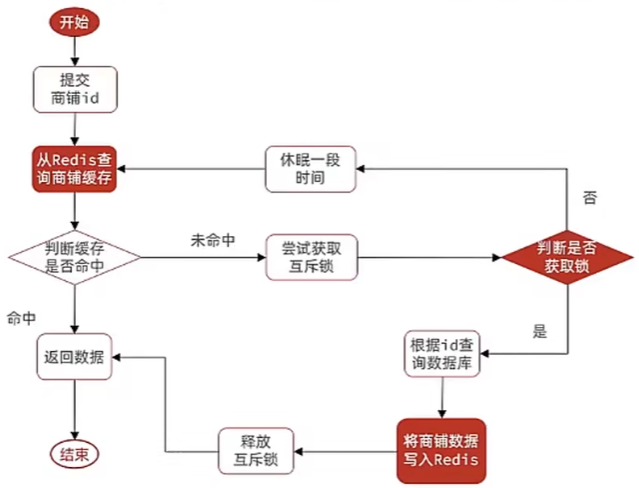 开始
提交
商铺id
从Redis查
询商铺缓存
休眠一段
时间
否
判断缓存
是否命中
未命中
尝试获取
互斥锁
判断是否
获取锁
命中
是
返回数据
根据id查
询数据库
结束
释放
互斥锁
将商铺数据
写入Redis